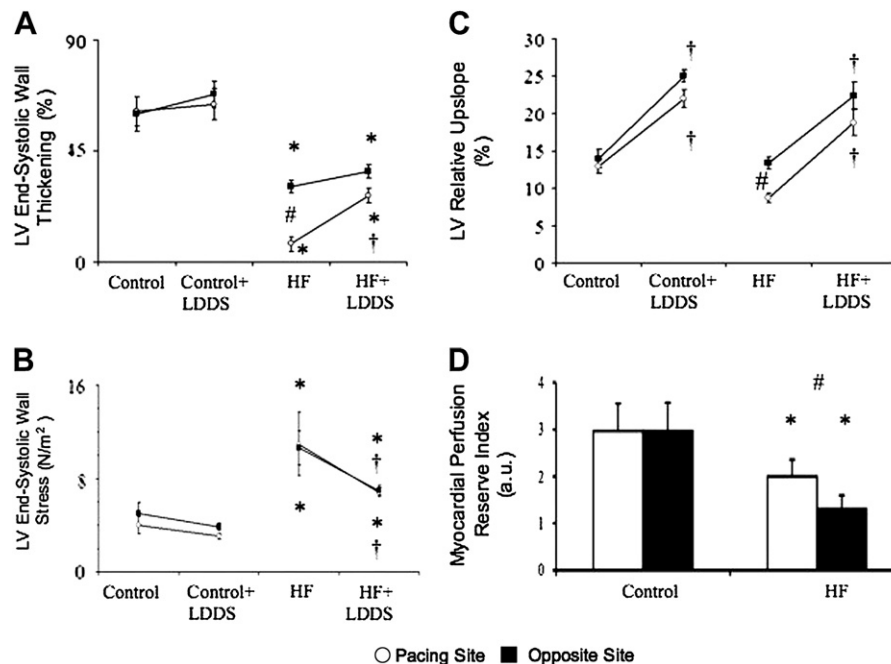 A
LV End-Systolic Wall
Thickening (%)
90
45
0
*
*
#
*
*
†
Control
Control+
LDDS
HF
HF+
LDDS
B
LV End-Systolic Wall
Stress (N/m²)
16
8
0
*
*
†
*
*
†
Control
Control+
LDDS
HF
HF+
LDDS
C
LV Relative Upslope
(%)
30
25
20
15
10
5
0
†
†
#
†
†
Control
Control+
LDDS
HF
HF+
LDDS
D
Myocardial Perfusion
Reserve Index
(a.u.)
4
3
2
1
0
#
*
*
Control
HF
Pacing Site
Opposite Site